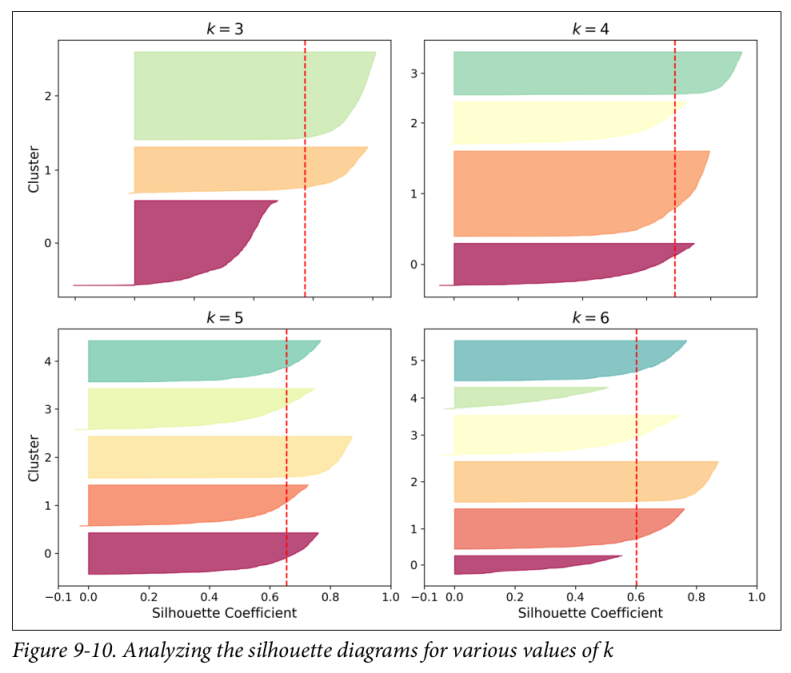 k = 3
k = 4
Cluster
2
1
0
3
2
1
0
k = 5
k = 6
Cluster
4
3
2
1
0
5
4
3
2
1
0
−0.1 0.0 0.2 0.4 0.6 0.8 1.0
Silhouette Coefficient
−0.1 0.0 0.2 0.4 0.6 0.8 1.0
Silhouette Coefficient
Figure 9-10. Analyzing the silhouette diagrams for various values of k